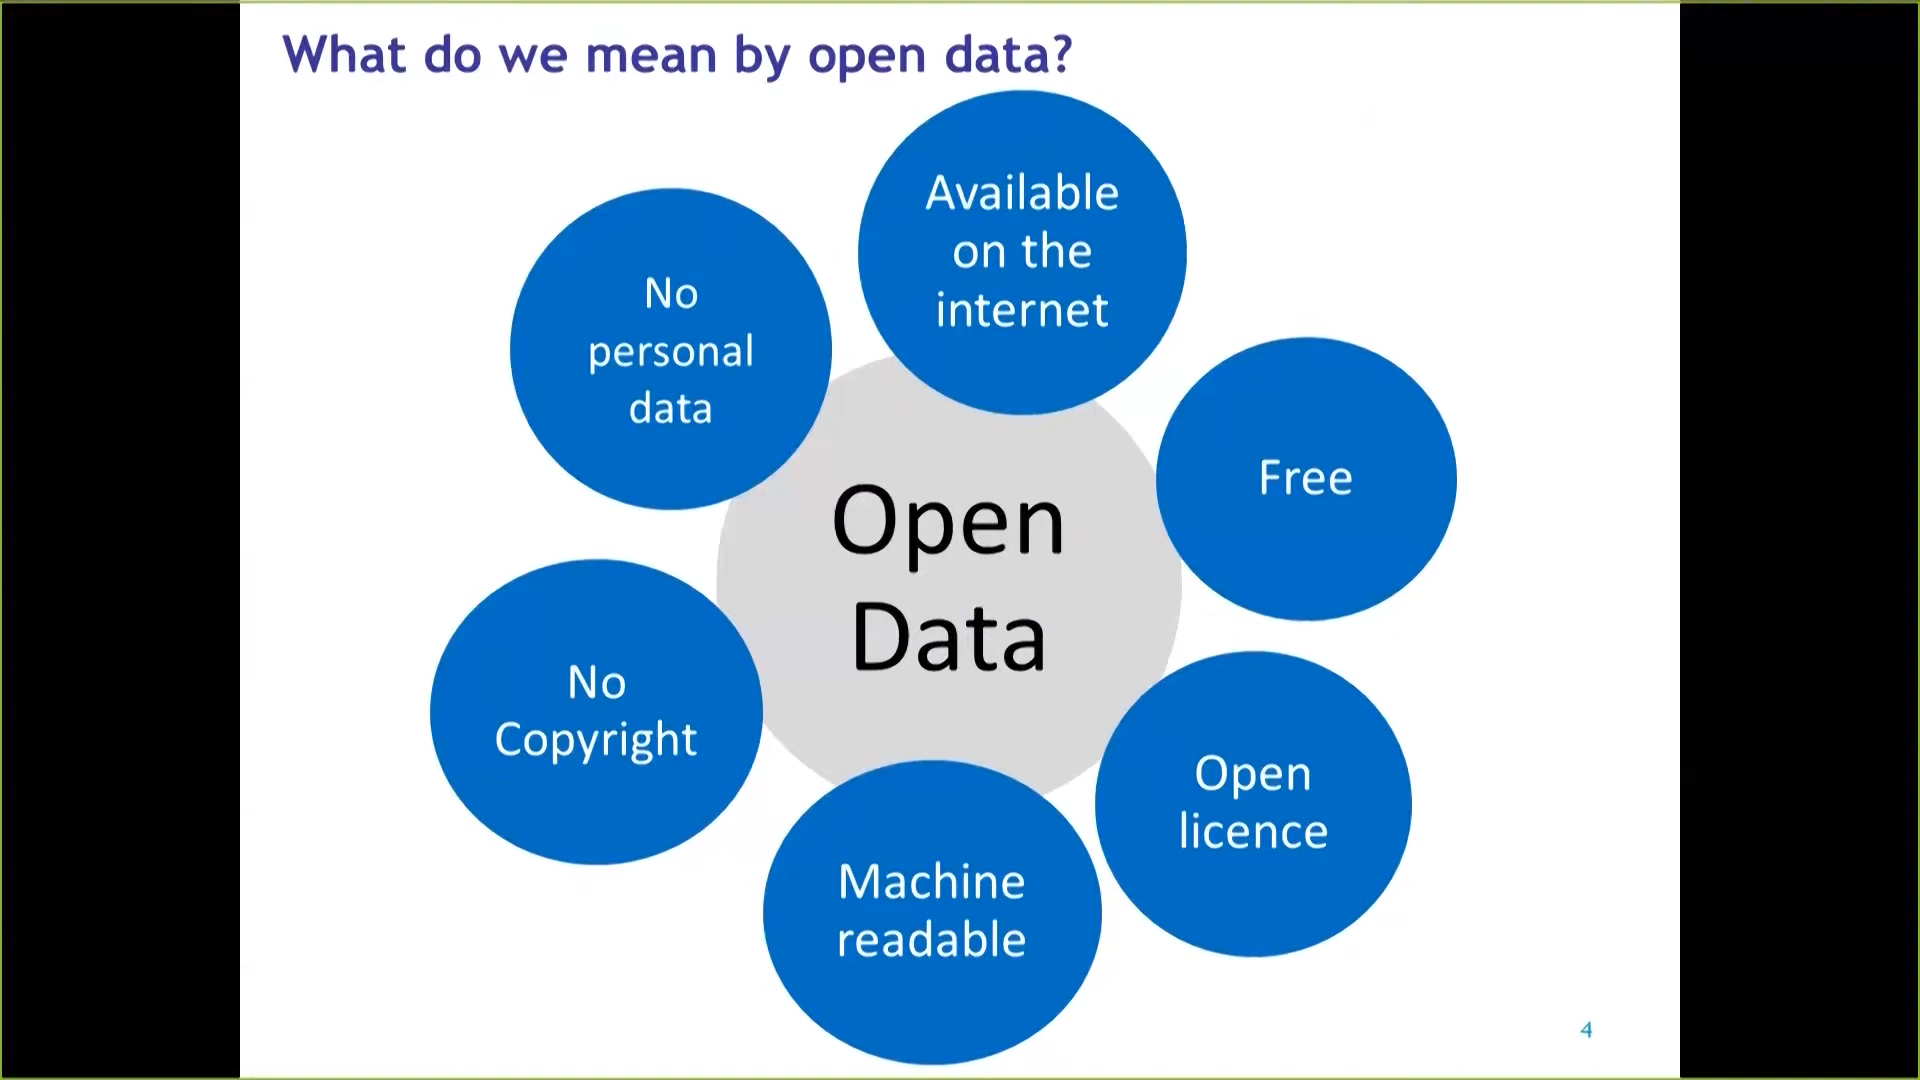 What do we mean by open data?
Available
on the
internet
Free
Open
licence
Machine
readable
No
Copyright
No
personal
data
Open
Data
4